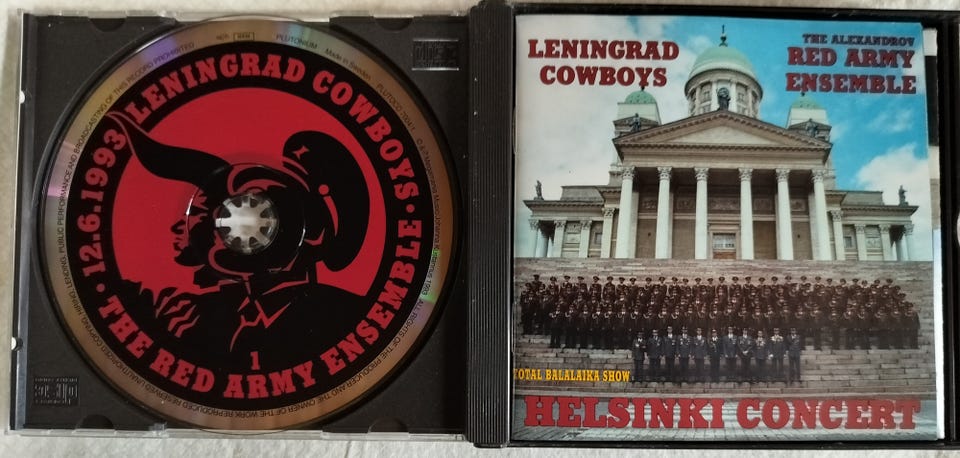 LENINGRAD COWBOYS • THE RED ARMY ENSEMBLE • 12.6.1993
1
PLUTONIUM
Made in Sweden
n©b
LENINGRAD
COWBOYS
THE ALEXANDROV
RED ARMY
ENSEMBLE
TOTAL BALALAIKA SHOW
HELSINKI CONCERT